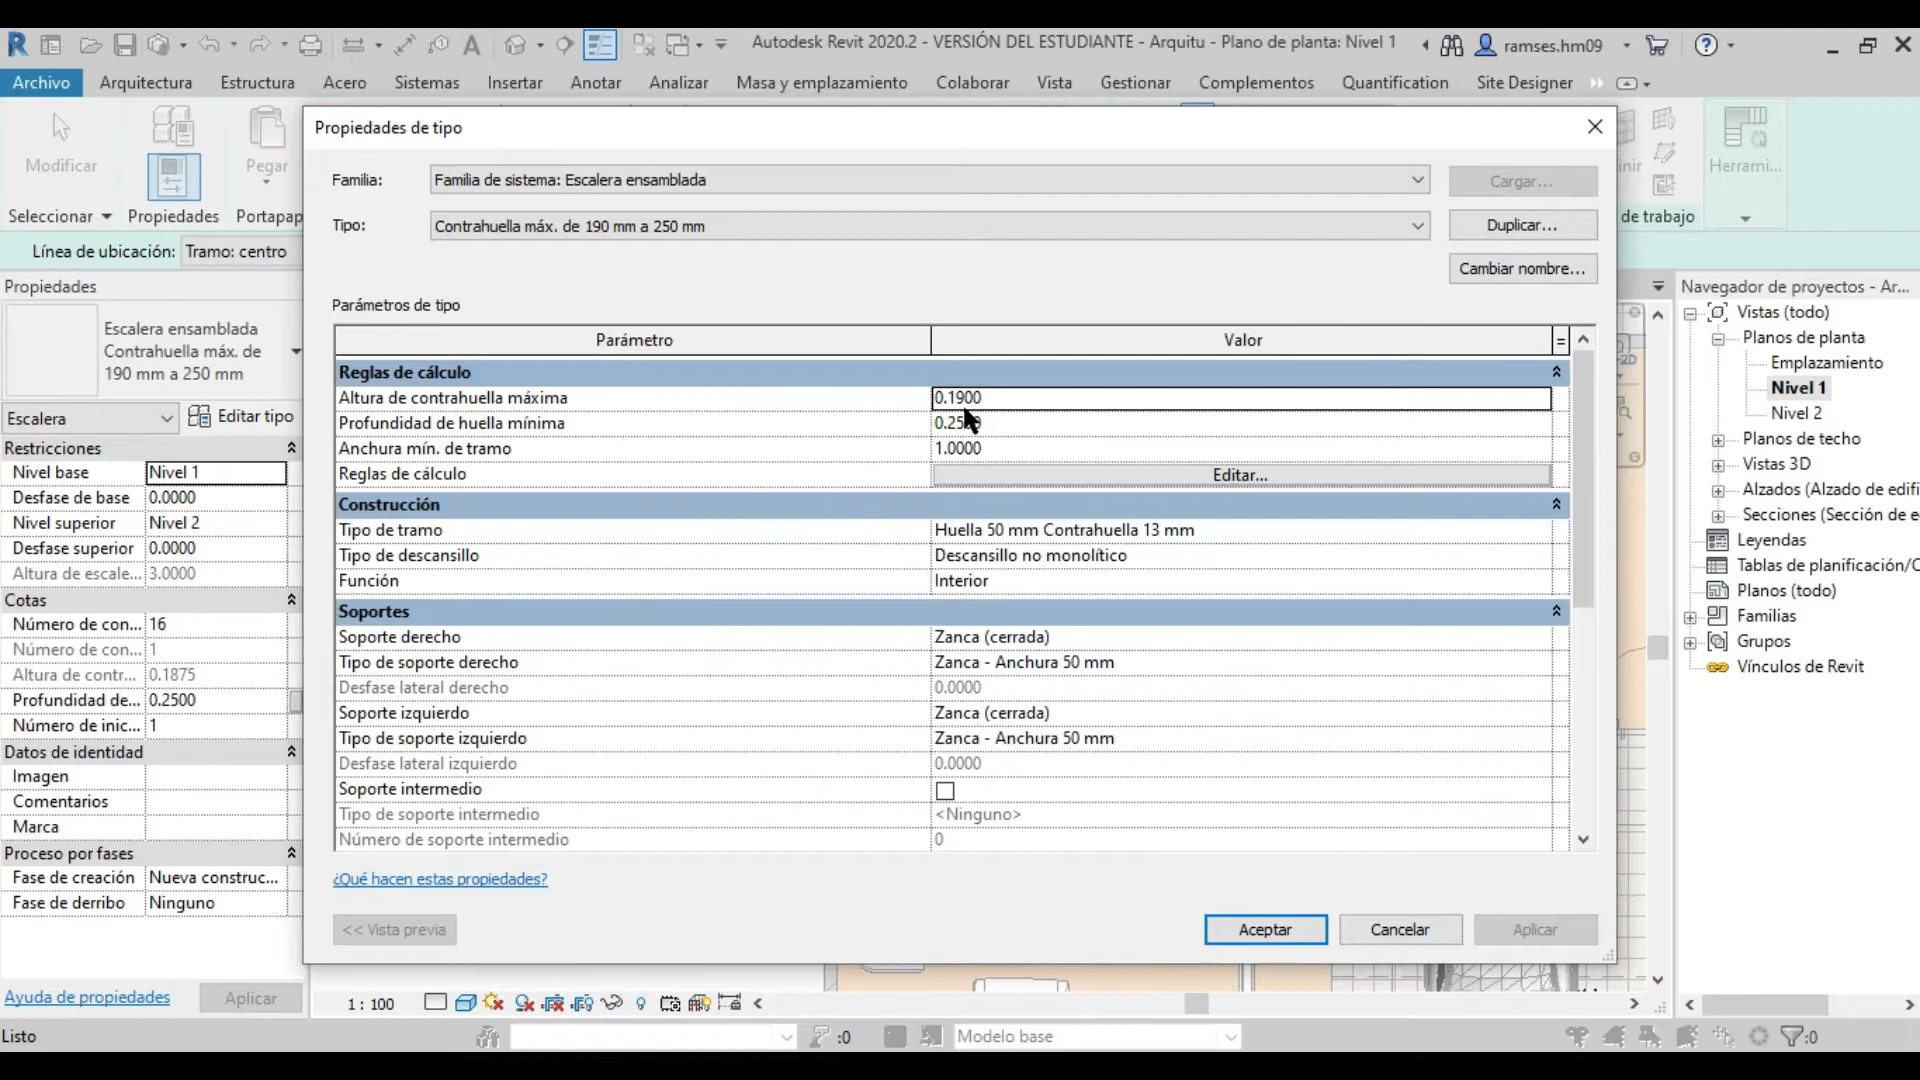 Autodesk Revit 2020.2 - VERSIÓN DEL ESTUDIANTE - Arquitu - Plano de planta: Nivel 1
ramses.hm09
Archivo Arquitectura Estructura Acero Sistemas Insertar Anotar Analizar Masa y emplazamiento Colaborar Vista Gestionar Complementos Quantification Site Designer
Modificar
Pegar
Herrami...
Seleccionar Propiedades
de trabajo
Línea de ubicación: Tramo: centro
Propiedades
Escalera ensamblada
Contrahuella máx. de
190 mm a 250 mm
Escalera Editar tipo
Restricciones
Nivel base Nivel 1
Desfase de base 0.0000
Nivel superior Nivel 2
Desfase superior 0.0000
Altura de escale... 3.0000
Cotas
Número de con... 16
Número de con... 1
Altura de contr... 0.1875
Profundidad de... 0.2500
Número de inic... 1
Datos de identidad
Imagen
Comentarios
Marca
Proceso por fases
Fase de creación Nueva construc...
Fase de derribo Ninguno
Ayuda de propiedades Aplicar
Propiedades de tipo
Familia: Familia de sistema: Escalera ensamblada Cargar...
Tipo: Contrahuella máx. de 190 mm a 250 mm Duplicar...
Cambiar nombre...
Parámetros de tipo
Parámetro Valor =
Reglas de cálculo
Altura de contrahuella máxima 0.1900
Profundidad de huella mínima
Anchura mín. de tramo 1.0000
Reglas de cálculo Editar...
Construcción
Tipo de tramo Huella 50 mm Contrahuella 13 mm
Tipo de descansillo Descansillo no monolítico
Función Interior
Soportes
Soporte derecho Zanca (cerrada)
Tipo de soporte derecho Zanca - Anchura 50 mm
Desfase lateral derecho 0.0000
Soporte izquierdo Zanca (cerrada)
Tipo de soporte izquierdo Zanca - Anchura 50 mm
Desfase lateral izquierdo 0.0000
Soporte intermedio
Tipo de soporte intermedio <Ninguno>
Número de soporte intermedio 0
¿Qué hacen estas propiedades?
<< Vista previa Aceptar Cancelar Aplicar
Navegador de proyectos - Ar...
Vistas (todo)
Planos de planta
Emplazamiento
Nivel 1
Nivel 2
Planos de techo
Vistas 3D
Alzados (Alzado de edifi
Secciones (Sección de e
Leyendas
Tablas de planificación/C
Planos (todo)
Familias
Grupos
Vínculos de Revit
1 : 100
Listo :0 Modelo base :0